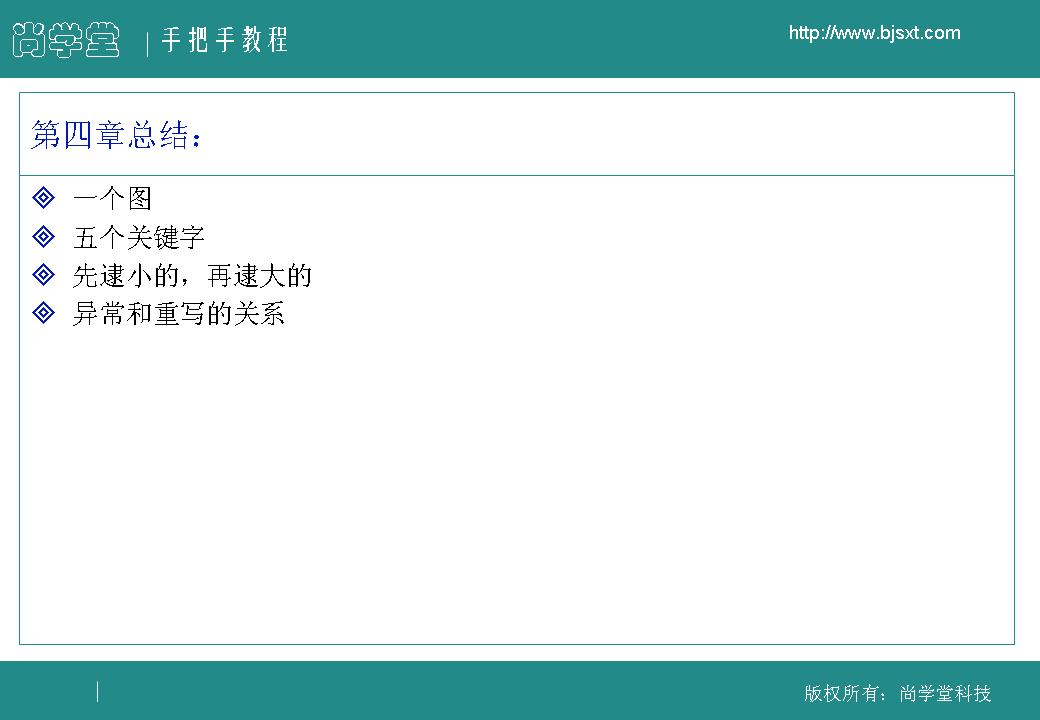 尚学堂 | 手把手教程
http://www.bjsxt.com
第四章总结：
一个图
五个关键字
先逮小的，再逮大的
异常和重写的关系
版权所有：尚学堂科技